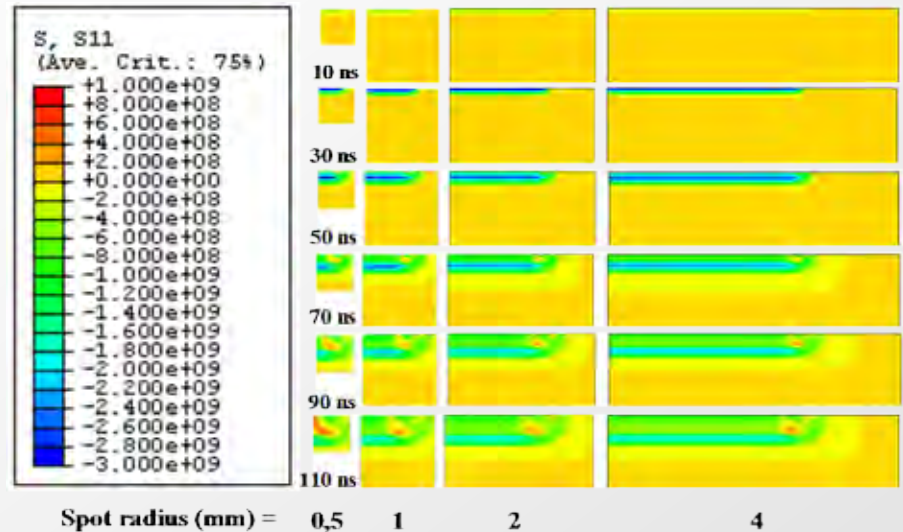 S, S11
(Ave. Crit.: 75%)
+1.000e+09
+8.000e+08
+6.000e+08
+4.000e+08
+2.000e+08
+0.000e+00
-2.000e+08
-4.000e+08
-6.000e+08
-8.000e+08
-1.000e+09
-1.200e+09
-1.400e+09
-1.600e+09
-1.800e+09
-2.000e+09
-2.200e+09
-2.400e+09
-2.600e+09
-2.800e+09
-3.000e+09
10 ns
30 ns
50 ns
70 ns
90 ns
110 ns
Spot radius (mm) = 0,5 1 2 4